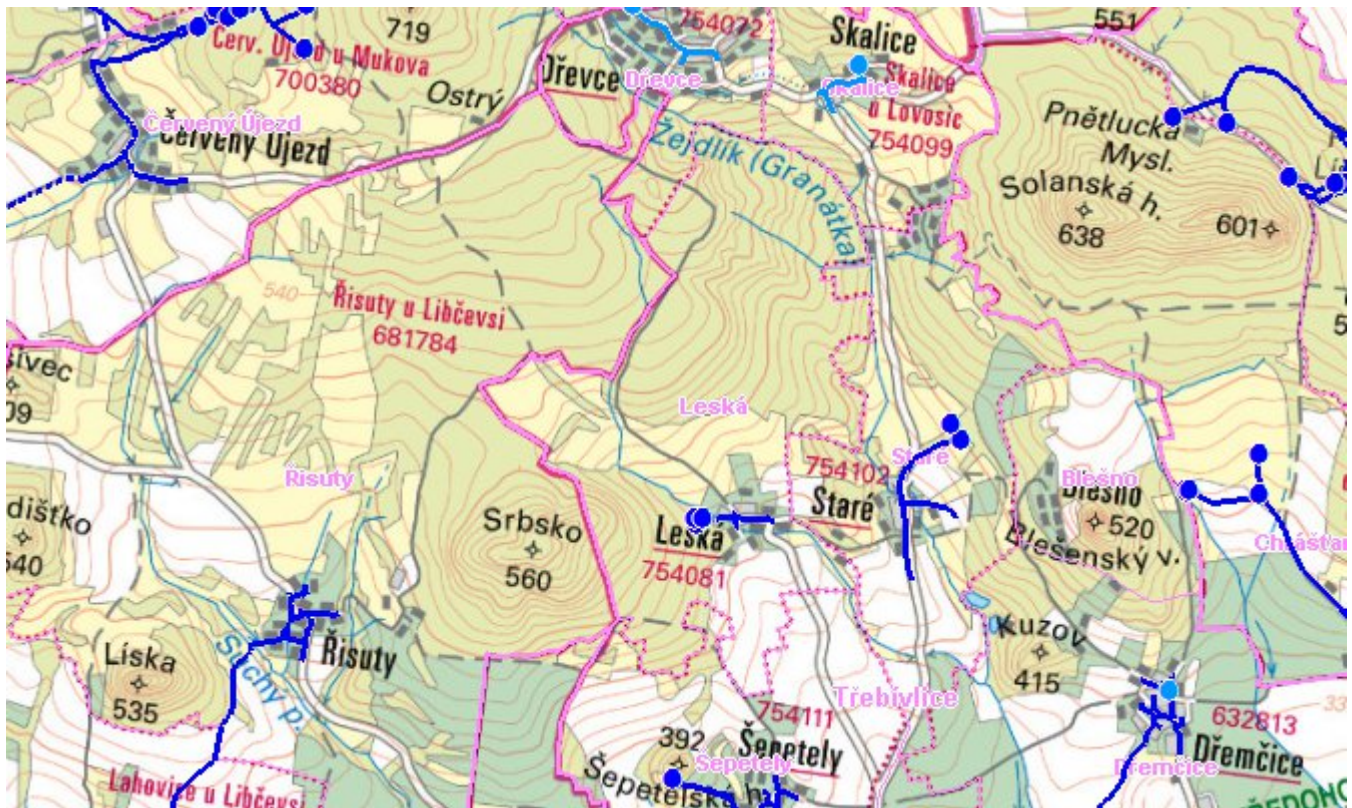 719
754072
551
Skalice
Červ. Újezd u Mukova
700380
Dřevce
Dřevce
Skalice
u Lovosic
754099
Skalice
Ostrý
Červený Újezd
Červený Újezd
Žejdlík (Granátka)
Pnětlucká
Mysl.
Solanská h.
638
601
540
Řisuty u Libčevsi
681784
Leská
Řisuty
754102
Staré
Staré
Blešno
Blešno
520
Blešenský v.
Srbsko
560
Leská
754081
540
Kuzov
415
Líska
535
Řisuty
Suchý p.
Třebívlice
754111
632813
392
Šepetely
Šepetely
Šepetelská h.
Dřemčice
Dřemčice
Lahovice u Libčevsi